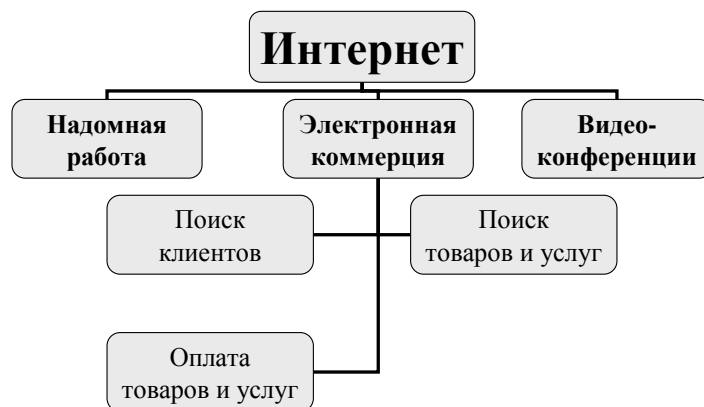 Интернет
Надомная
работа
Электронная
коммерция
Видео-
конференции
Поиск
клиентов
Поиск
товаров и услуг
Оплата
товаров и услуг